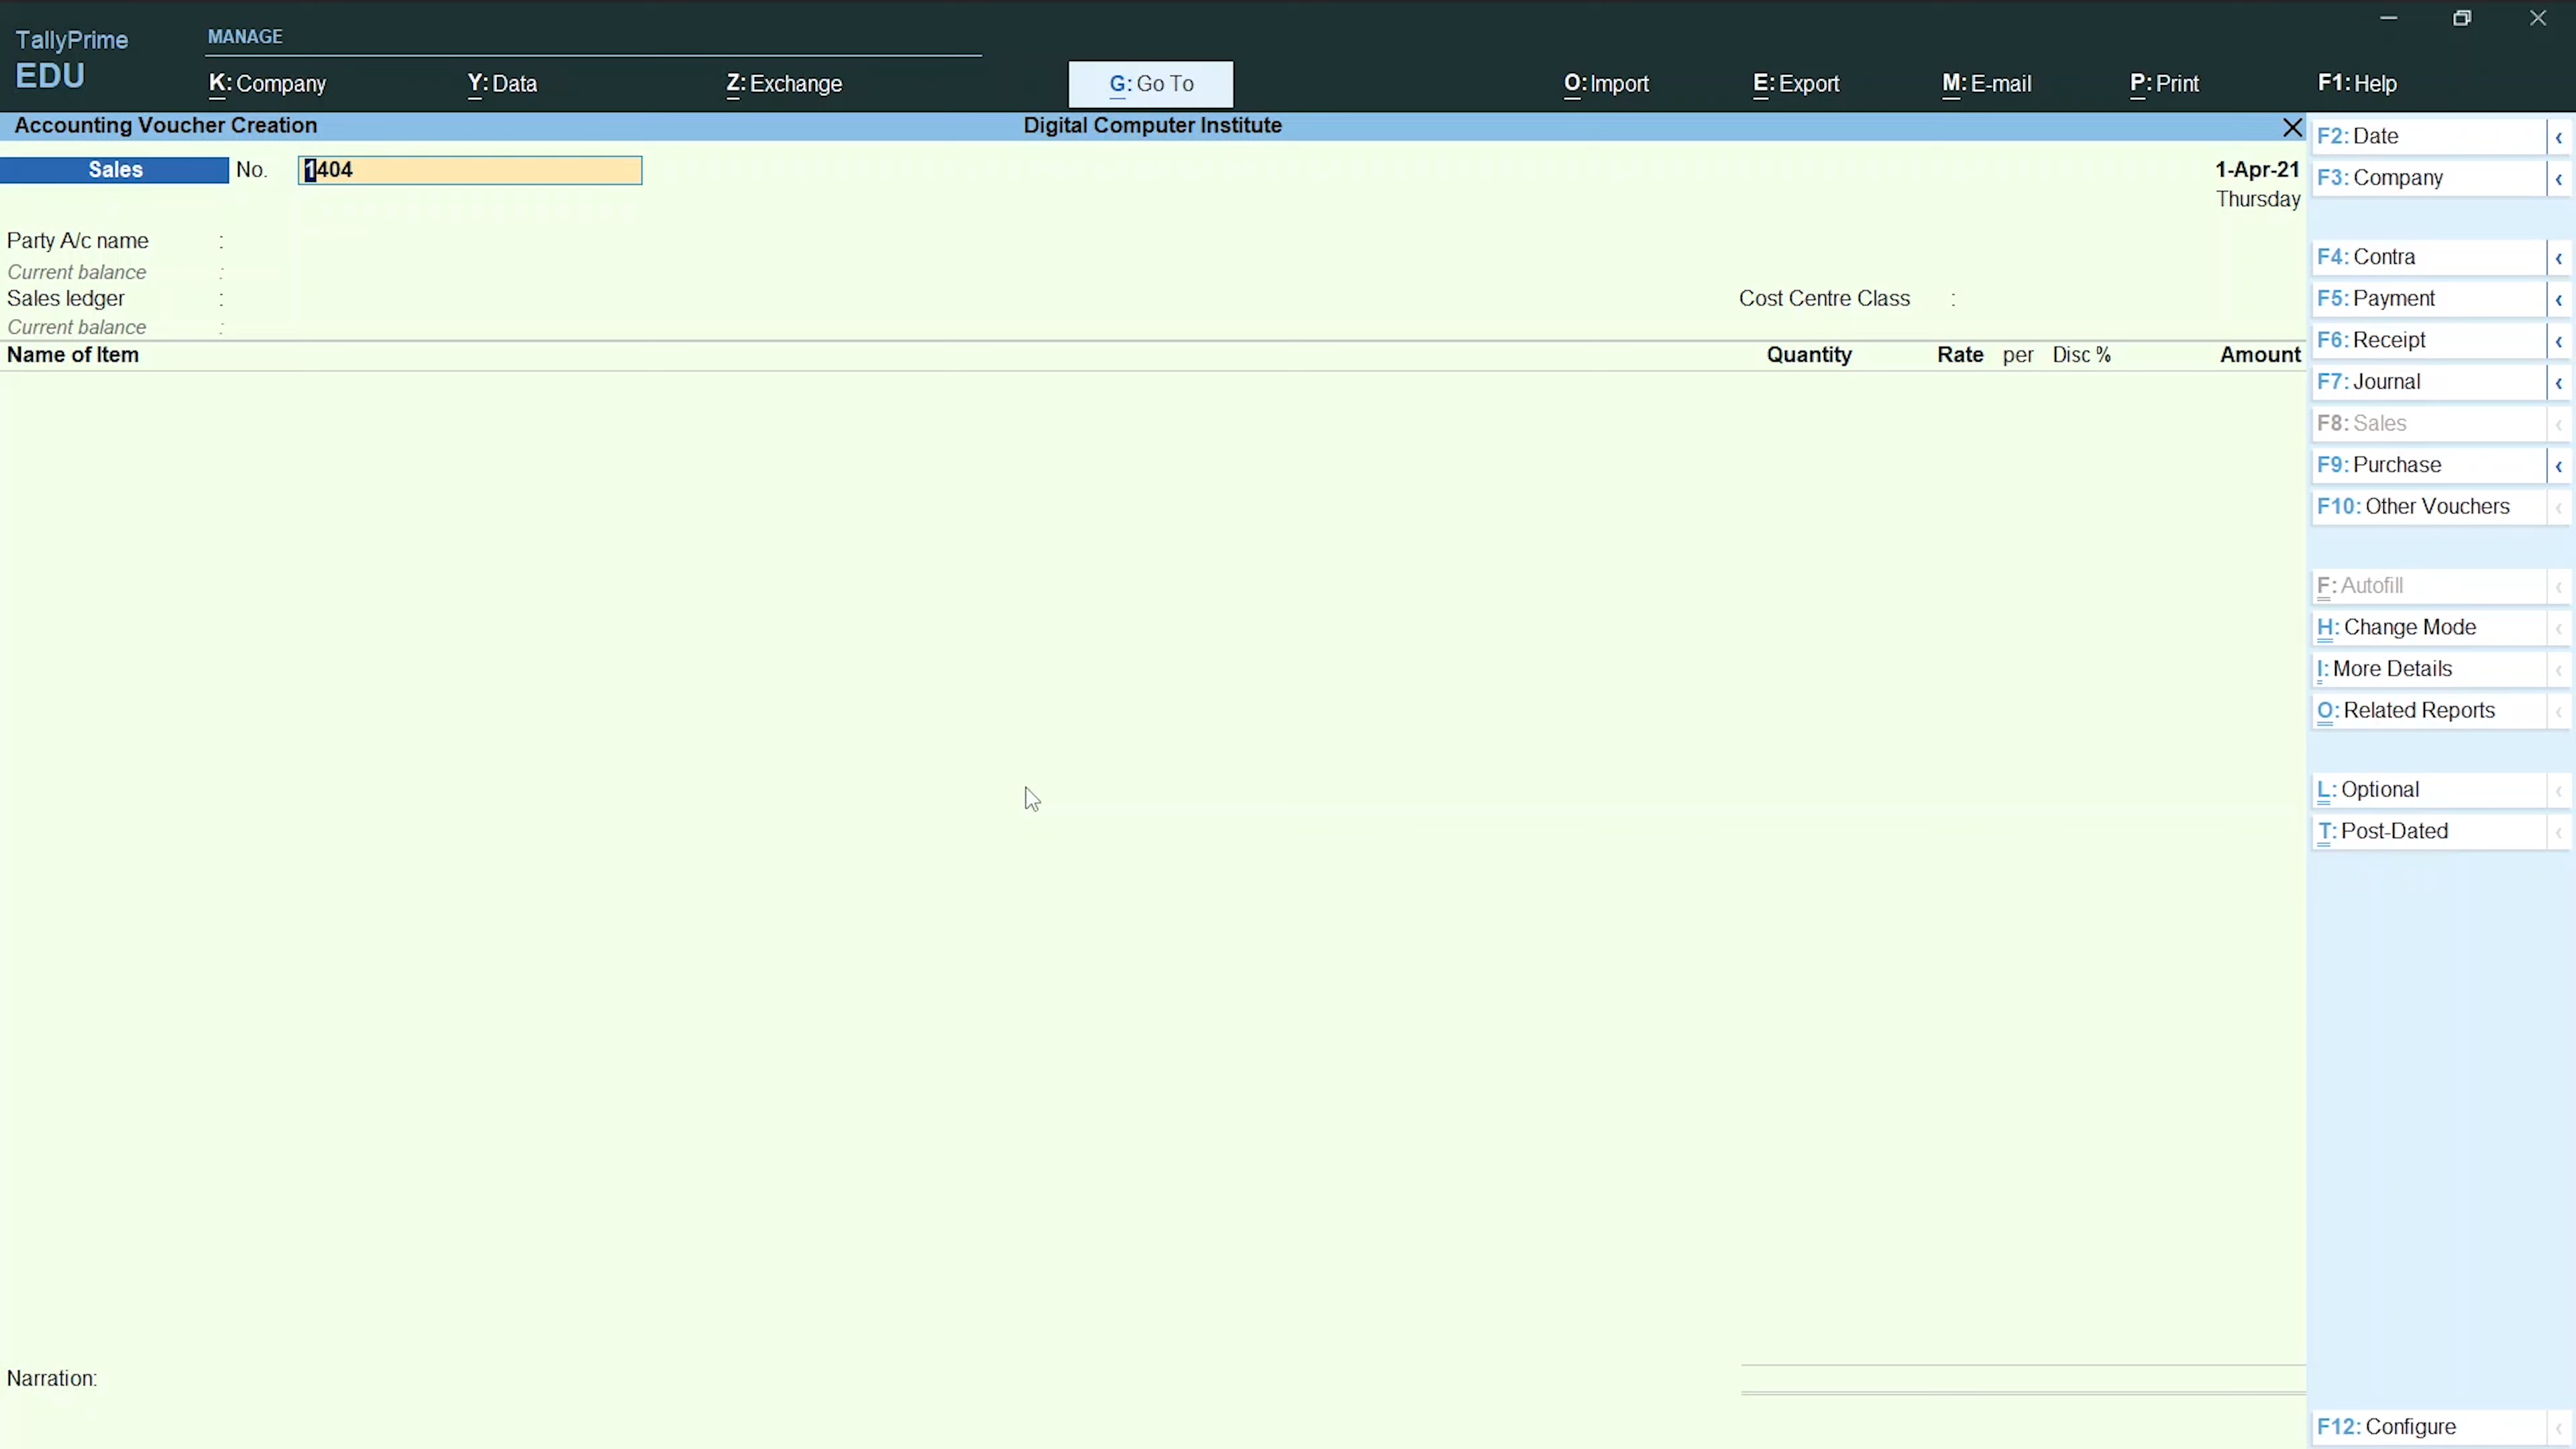 TallyPrime
EDU
MANAGE
K: Company
Y: Data
Z: Exchange
G: Go To
O: Import
E: Export
M: E-mail
P: Print
F1: Help
Accounting Voucher Creation
Digital Computer Institute
Sales No. 1404
1-Apr-21
Thursday
Party A/c name :
Current balance :
Sales ledger :
Cost Centre Class :
Current balance :
Name of Item Quantity Rate per Disc % Amount
Narration:
F2: Date
F3: Company
F4: Contra
F5: Payment
F6: Receipt
F7: Journal
F8: Sales
F9: Purchase
F10: Other Vouchers
F: Autofill
H: Change Mode
I: More Details
O: Related Reports
L: Optional
T: Post-Dated
F12: Configure